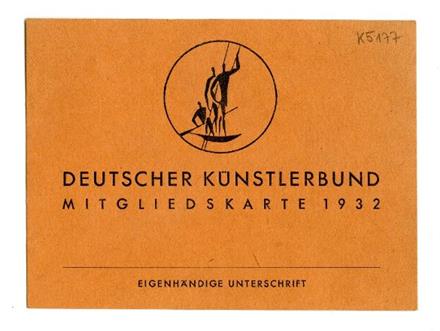 K5177
DEUTSCHER KÜNSTLERBUND
MITGLIEDSKARTE 1932
EIGENHÄNDIGE UNTERSCHRIFT